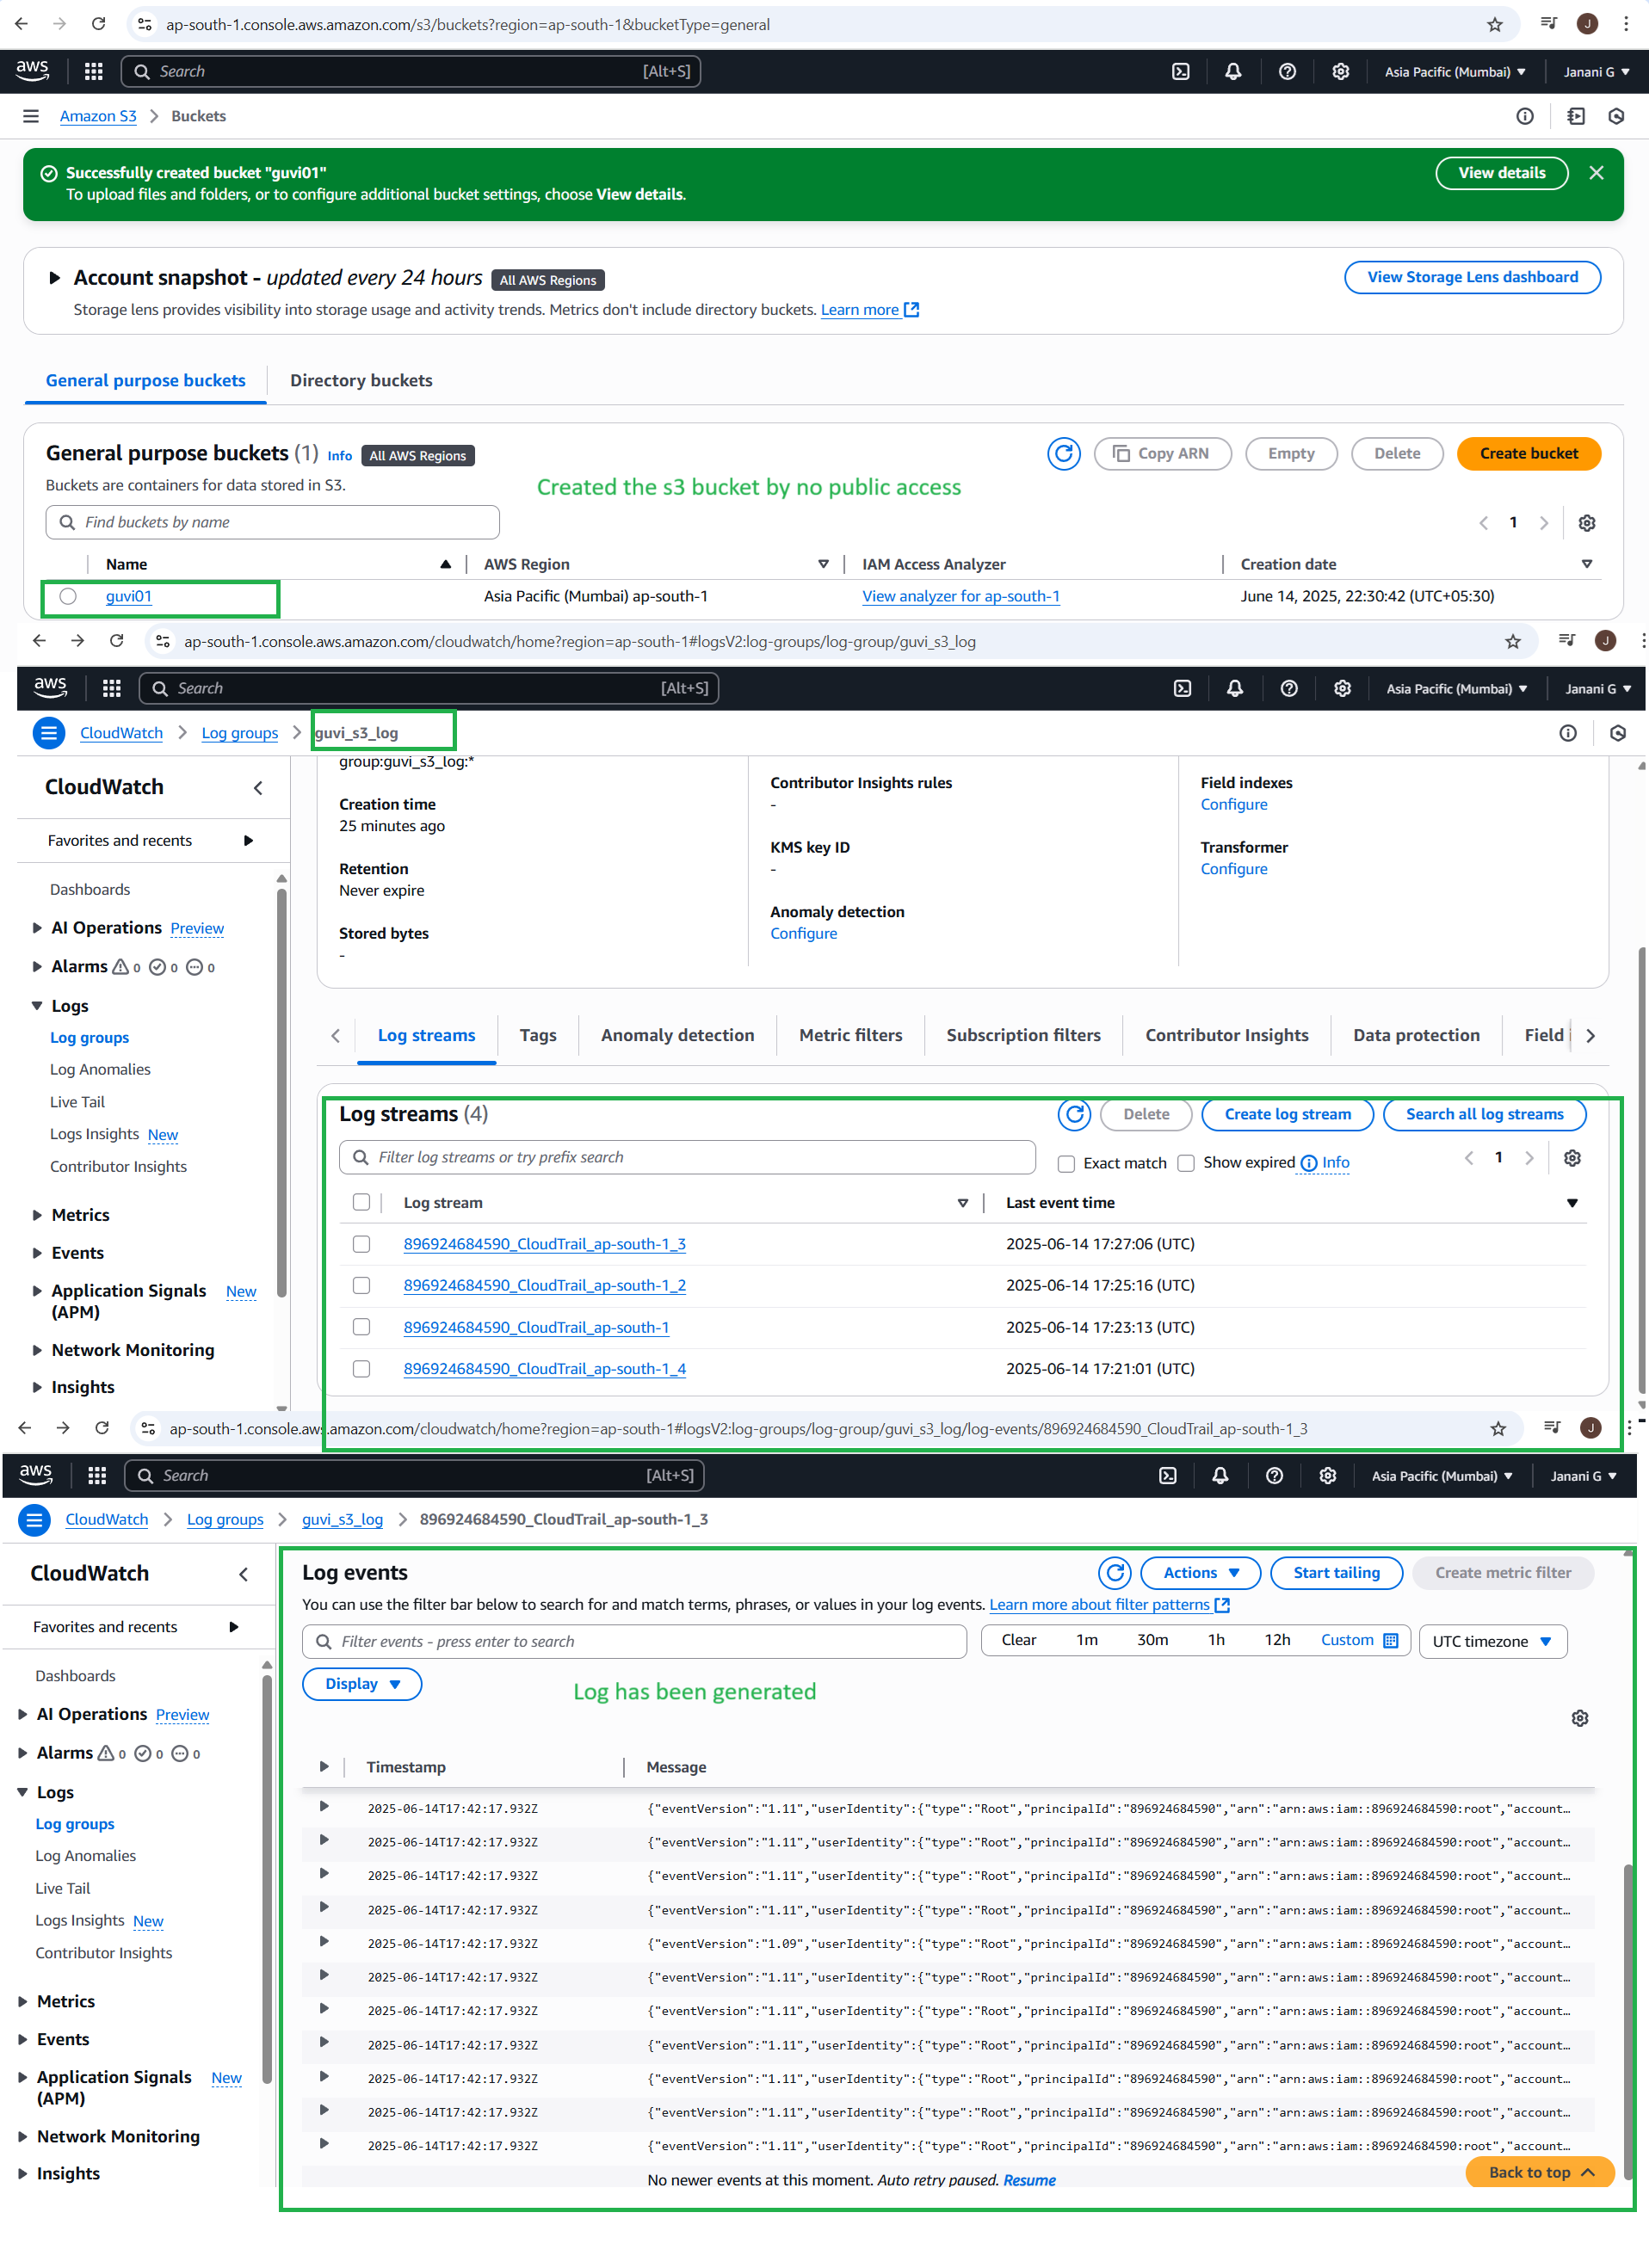 ap-south-1.console.aws.amazon.com/s3/buckets?region=ap-south-1&bucketType=general J
aws Search [Alt+S] Asia Pacific (Mumbai) Janani G
Amazon S3 Buckets
Successfully created bucket "guvi01"
To upload files and folders, or to configure additional bucket settings, choose View details.
View details
Account snapshot - updated every 24 hours All AWS Regions
Storage lens provides visibility into storage usage and activity trends. Metrics don't include directory buckets. Learn more
View Storage Lens dashboard
General purpose buckets Directory buckets
General purpose buckets (1) Info All AWS Regions
Copy ARN Empty Delete Create bucket
Buckets are containers for data stored in S3.
Created the s3 bucket by no public access
Find buckets by name 1
Name AWS Region IAM Access Analyzer Creation date
guvi01 Asia Pacific (Mumbai) ap-south-1 View analyzer for ap-south-1 June 14, 2025, 22:30:42 (UTC+05:30)
ap-south-1.console.aws.amazon.com/cloudwatch/home?region=ap-south-1#logsV2:log-groups/log-group/guvi_s3_log J
aws Search [Alt+S] Asia Pacific (Mumbai) Janani G
CloudWatch Log groups guvi_s3_log
CloudWatch
Favorites and recents
Dashboards
AI Operations Preview
Alarms 0 0 0
Logs
Log groups
Log Anomalies
Live Tail
Logs Insights New
Contributor Insights
Metrics
Events
Application Signals New
(APM)
Network Monitoring
Insights
group:guvi_s3_log:*
Creation time
25 minutes ago
Retention
Never expire
Stored bytes
-
Contributor Insights rules
-
KMS key ID
-
Anomaly detection
Configure
Field indexes
Configure
Transformer
Configure
Log streams Tags Anomaly detection Metric filters Subscription filters Contributor Insights Data protection Field i
Log streams (4)
Delete Create log stream Search all log streams
Filter log streams or try prefix search Exact match Show expired Info 1
Log stream Last event time
896924684590_CloudTrail_ap-south-1_3 2025-06-14 17:27:06 (UTC)
896924684590_CloudTrail_ap-south-1_2 2025-06-14 17:25:16 (UTC)
896924684590_CloudTrail_ap-south-1 2025-06-14 17:23:13 (UTC)
896924684590_CloudTrail_ap-south-1_4 2025-06-14 17:21:01 (UTC)
ap-south-1.console.aws.amazon.com/cloudwatch/home?region=ap-south-1#logsV2:log-groups/log-group/guvi_s3_log/log-events/896924684590_CloudTrail_ap-south-1_3 J
aws Search [Alt+S] Asia Pacific (Mumbai) Janani G
CloudWatch Log groups guvi_s3_log 896924684590_CloudTrail_ap-south-1_3
CloudWatch
Favorites and recents
Dashboards
AI Operations Preview
Alarms 0 0 0
Logs
Log groups
Log Anomalies
Live Tail
Logs Insights New
Contributor Insights
Metrics
Events
Application Signals New
(APM)
Network Monitoring
Insights
Log events
Actions Start tailing Create metric filter
You can use the filter bar below to search for and match terms, phrases, or values in your log events. Learn more about filter patterns
Filter events - press enter to search Clear 1m 30m 1h 12h Custom UTC timezone
Display
Log has been generated
Timestamp Message
2025-06-14T17:42:17.932Z {"eventVersion":"1.11","userIdentity":{"type":"Root","principalId":"896924684590","arn":"arn:aws:iam::896924684590:root","account…
2025-06-14T17:42:17.932Z {"eventVersion":"1.11","userIdentity":{"type":"Root","principalId":"896924684590","arn":"arn:aws:iam::896924684590:root","account…
2025-06-14T17:42:17.932Z {"eventVersion":"1.11","userIdentity":{"type":"Root","principalId":"896924684590","arn":"arn:aws:iam::896924684590:root","account…
2025-06-14T17:42:17.932Z {"eventVersion":"1.11","userIdentity":{"type":"Root","principalId":"896924684590","arn":"arn:aws:iam::896924684590:root","account…
2025-06-14T17:42:17.932Z {"eventVersion":"1.09","userIdentity":{"type":"Root","principalId":"896924684590","arn":"arn:aws:iam::896924684590:root","account…
2025-06-14T17:42:17.932Z {"eventVersion":"1.11","userIdentity":{"type":"Root","principalId":"896924684590","arn":"arn:aws:iam::896924684590:root","account…
2025-06-14T17:42:17.932Z {"eventVersion":"1.11","userIdentity":{"type":"Root","principalId":"896924684590","arn":"arn:aws:iam::896924684590:root","account…
2025-06-14T17:42:17.932Z {"eventVersion":"1.11","userIdentity":{"type":"Root","principalId":"896924684590","arn":"arn:aws:iam::896924684590:root","account…
2025-06-14T17:42:17.932Z {"eventVersion":"1.11","userIdentity":{"type":"Root","principalId":"896924684590","arn":"arn:aws:iam::896924684590:root","account…
2025-06-14T17:42:17.932Z {"eventVersion":"1.11","userIdentity":{"type":"Root","principalId":"896924684590","arn":"arn:aws:iam::896924684590:root","account…
2025-06-14T17:42:17.932Z {"eventVersion":"1.11","userIdentity":{"type":"Root","principalId":"896924684590","arn":"arn:aws:iam::896924684590:root","account…
No newer events at this moment. Auto retry paused. Resume
Back to top